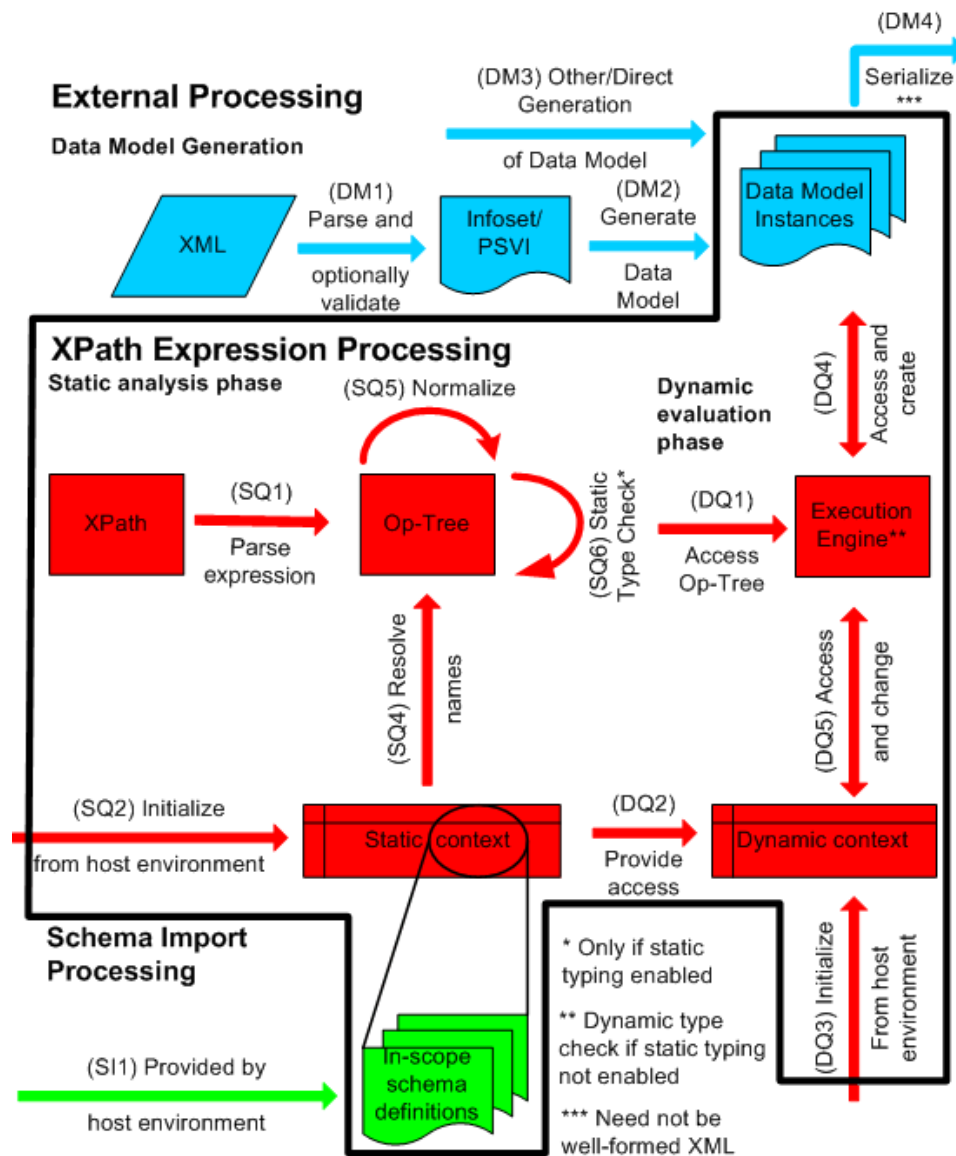 (DM4)
Serialize
***
External Processing
(DM3) Other/Direct
Generation
of Data Model
Data Model Generation
XML
(DM1)
Parse and
optionally
validate
Infoset/
PSVI
(DM2)
Generate
Data
Model
Data Model
Instances
XPath Expression Processing
Static analysis phase
(SQ5) Normalize
Dynamic
evaluation
phase
(DQ4)
Access and
create
XPath
(SQ1)
Parse
expression
Op-Tree
(SQ6) Static
Type Check*
(DQ1)
Access
Op-Tree
Execution
Engine**
(SQ4) Resolve
names
(DQ5) Access
and change
(SQ2) Initialize
from host environment
Static context
(DQ2)
Provide
access
Dynamic context
Schema Import
Processing
(SI1) Provided by
host environment
In-scope
schema
definitions
* Only if static
typing enabled
** Dynamic type
check if static typing
not enabled
*** Need not be
well-formed XML
(DQ3) Initialize
From host
environment